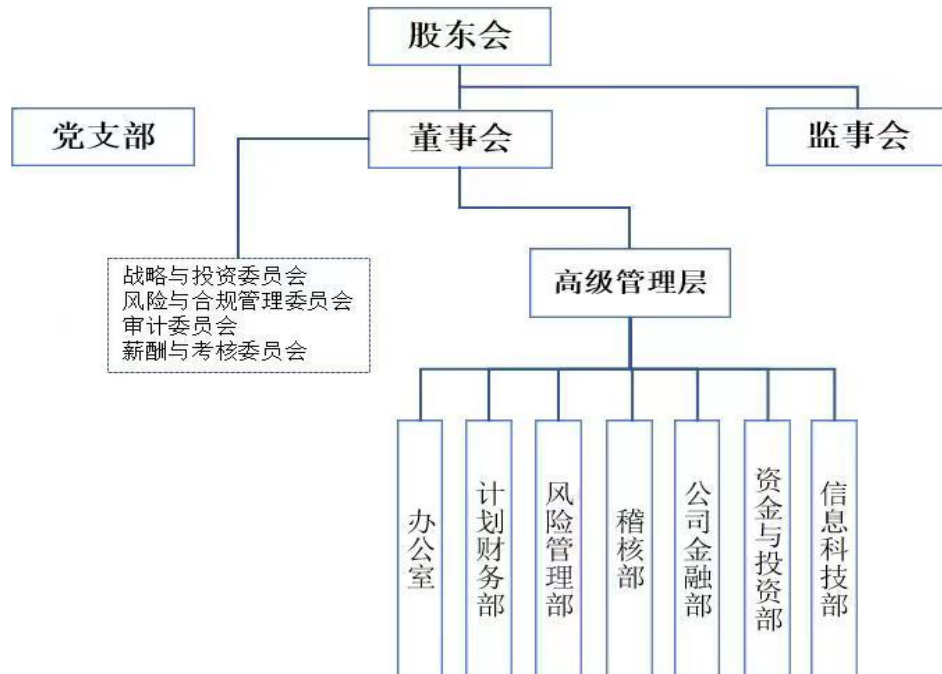 股东会
党支部
董事会
监事会
战略与投资委员会
风险与合规管理委员会
审计委员会
薪酬与考核委员会
高级管理层
办公室
计划财务部
风险管理部
稽核部
公司金融部
资金与投资部
信息科技部